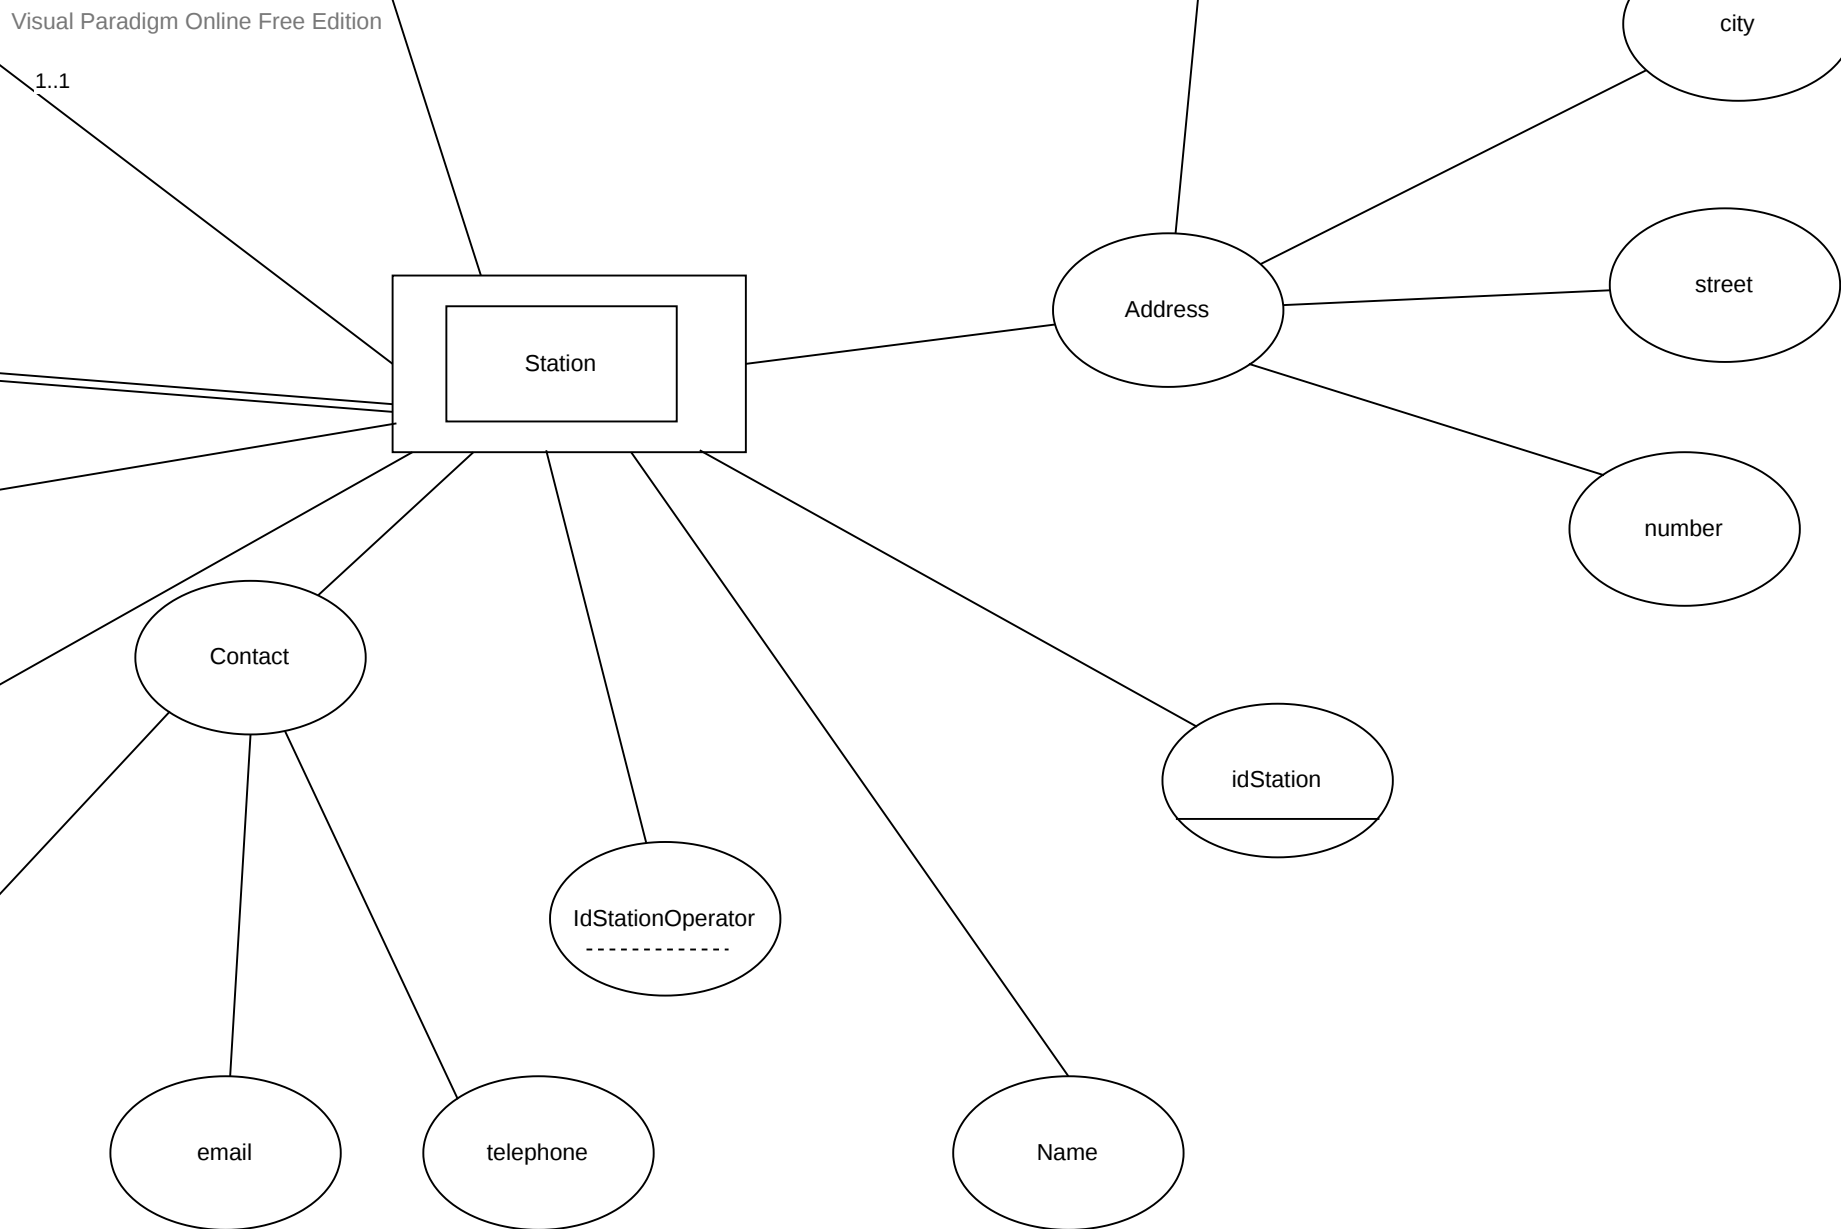 Visual Paradigm Online Free Edition
city
1..1
street
Address
Station
number
Contact
idStation
IdStationOperator
email
telephone
Name